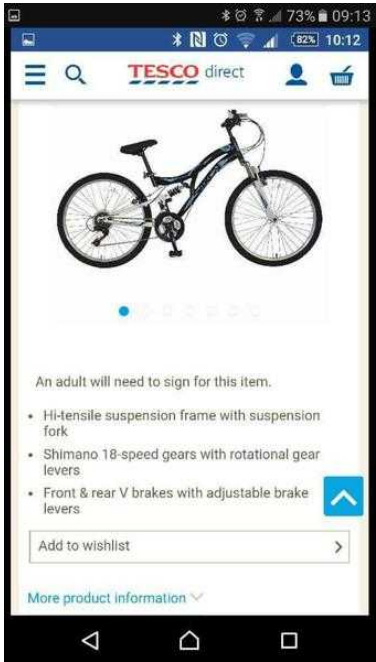 73% 09:13
82% 10:12
TESCO direct
An adult will need to sign for this item.
• Hi-tensile suspension frame with suspension
fork
• Shimano 18-speed gears with rotational gear
levers
• Front & rear V brakes with adjustable brake
levers
Add to wishlist
More product information